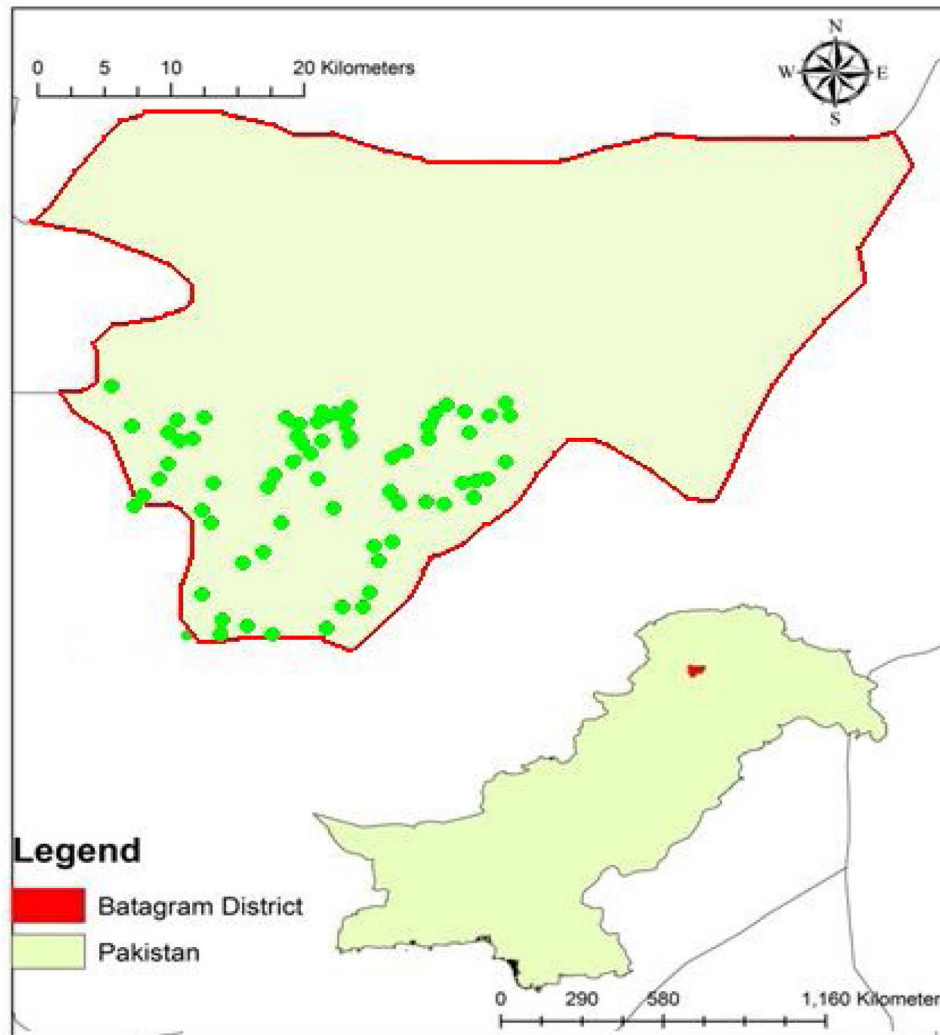 N
0 5 10 20 Kilometers
W E
S
Legend
Batagram District
Pakistan
0 290 580 1,160 Kilometer